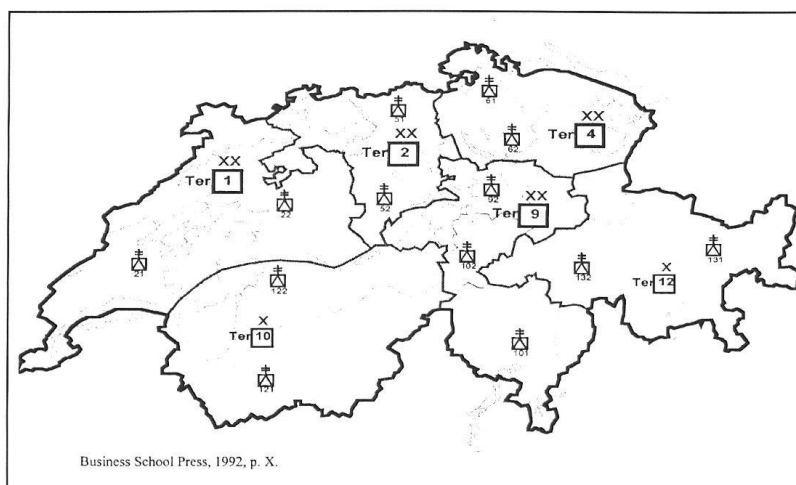 61
51
XX
Ter 4
XX
Ter 2
62
XX
Ter 1
92
XX
Ter 9
52
22
102
131
21
132
X
Ter 12
122
X
Ter 10
101
121
Business School Press, 1992, p. X.